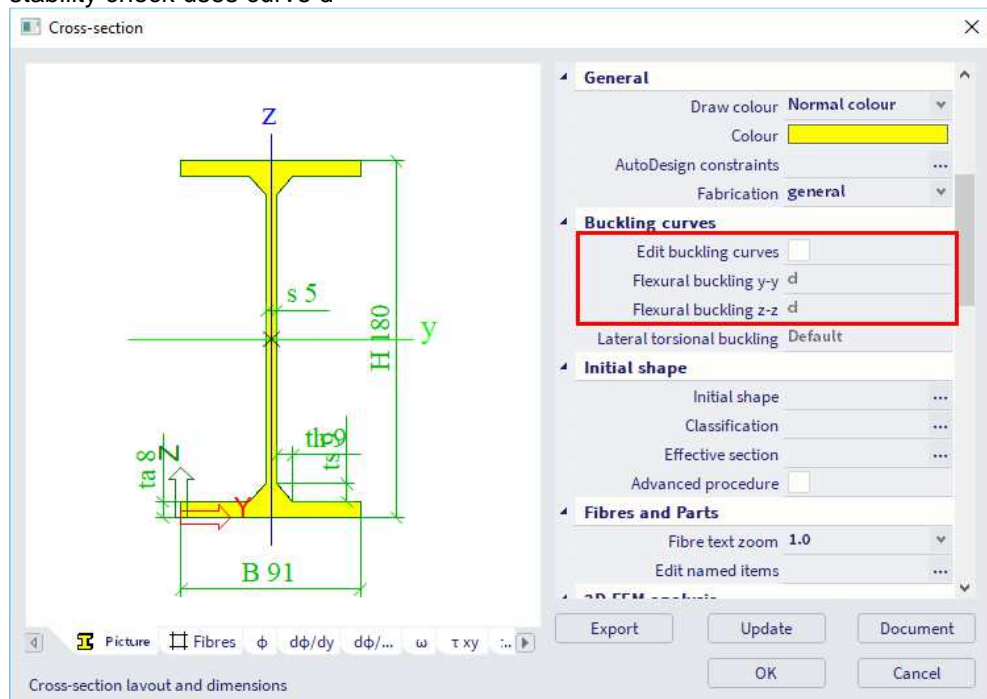 stability check uses curve d
Cross-section
General
Draw colour Normal colour
Colour
AutoDesign constraints ...
Fabrication general
Buckling curves
Edit buckling curves
Flexural buckling y-y d
Flexural buckling z-z d
Lateral torsional buckling Default
Initial shape
Initial shape ...
Classification ...
Effective section ...
Advanced procedure
Fibres and Parts
Fibre text zoom 1.0
Edit named items ...
z
s 5
H 180
y
ta 8
Z
Y
B 91
Picture Fibres ϕ dϕ/dy dϕ/... ω τ xy :..
Export Update Document
Cross-section layout and dimensions
OK Cancel